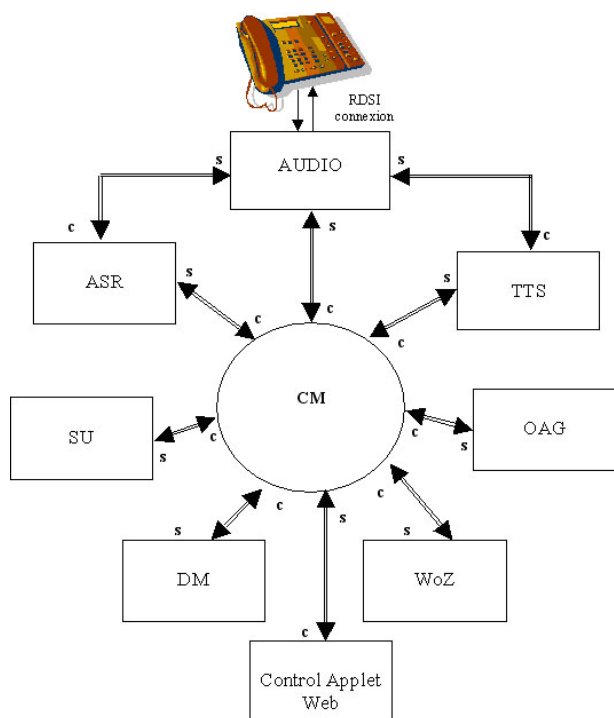 RDSI
connexion
AUDIO
s
s
s
c
c
ASR
TTS
s
s
c
c
c
CM
SU
OAG
c
c
s
s
c
c
s
s
s
DM
WoZ
c
Control Applet
Web